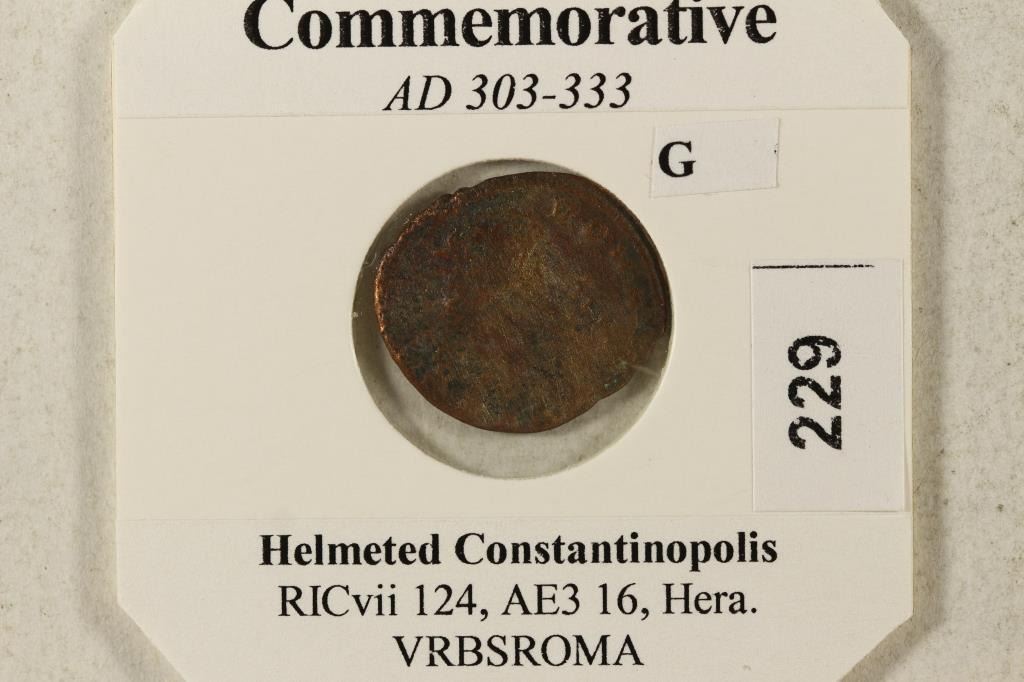 Commemorative
AD 303-333
G
229
Helmeted Constantinopolis
RICvii 124, AE3 16, Hera.
VRBSROMA